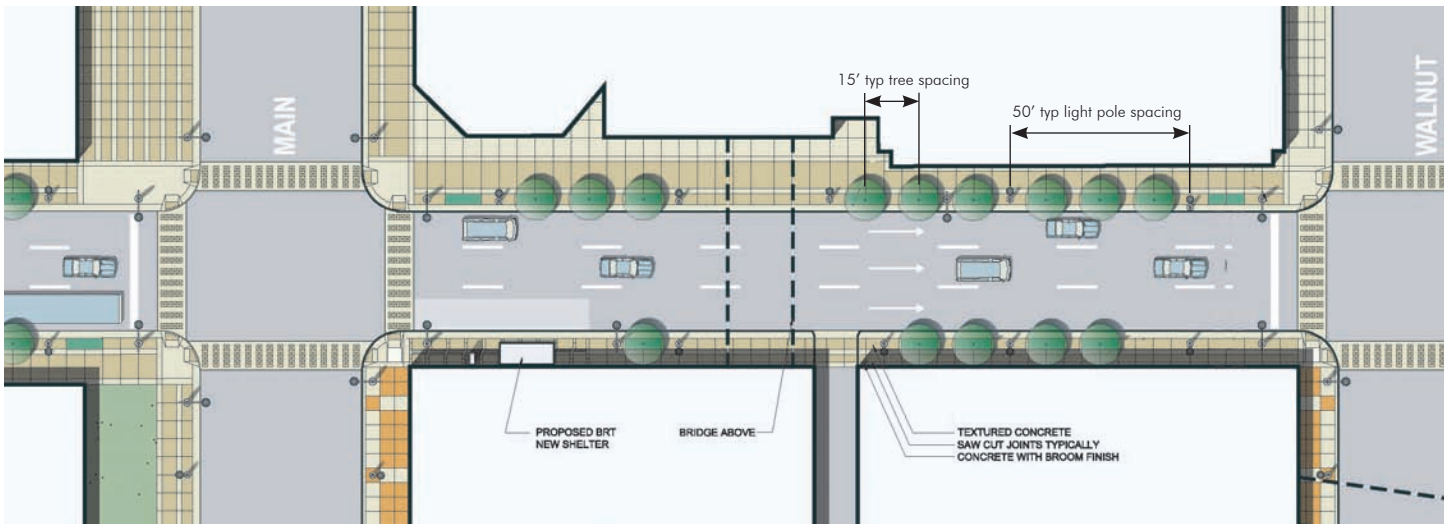 MAIN
15’ typ tree spacing
50’ typ light pole spacing
WALNUT
PROPOSED BRT
NEW SHELTER
BRIDGE ABOVE
TEXTURED CONCRETE
SAW CUT JOINTS TYPICALLY
CONCRETE WITH BROOM FINISH